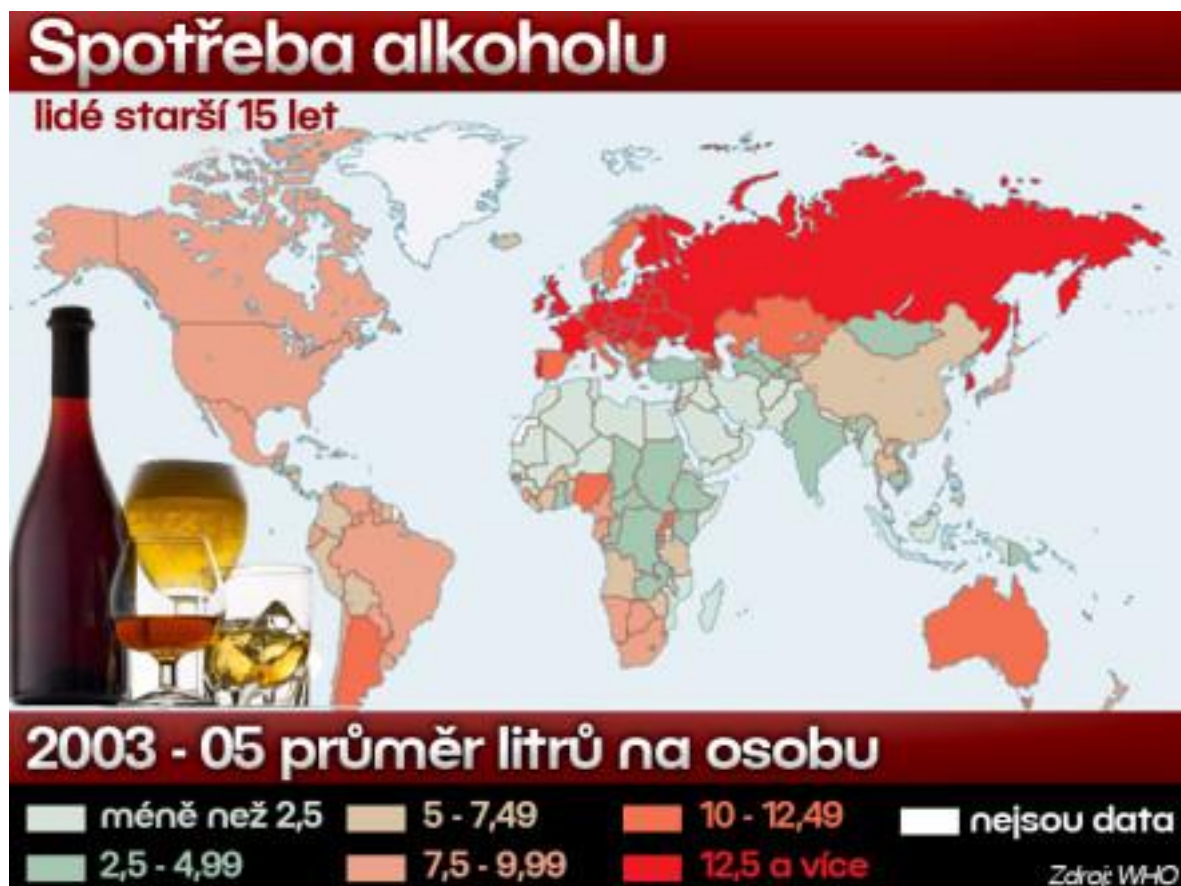 Spotřeba alkoholu
lidé starší 15 let
2003 - 05 průměr litrů na osobu
méně než 2,5
5 - 7,49
10 - 12,49
nejsou data
2,5 - 4,99
7,5 - 9,99
12,5 a více
Zdroj: WHO